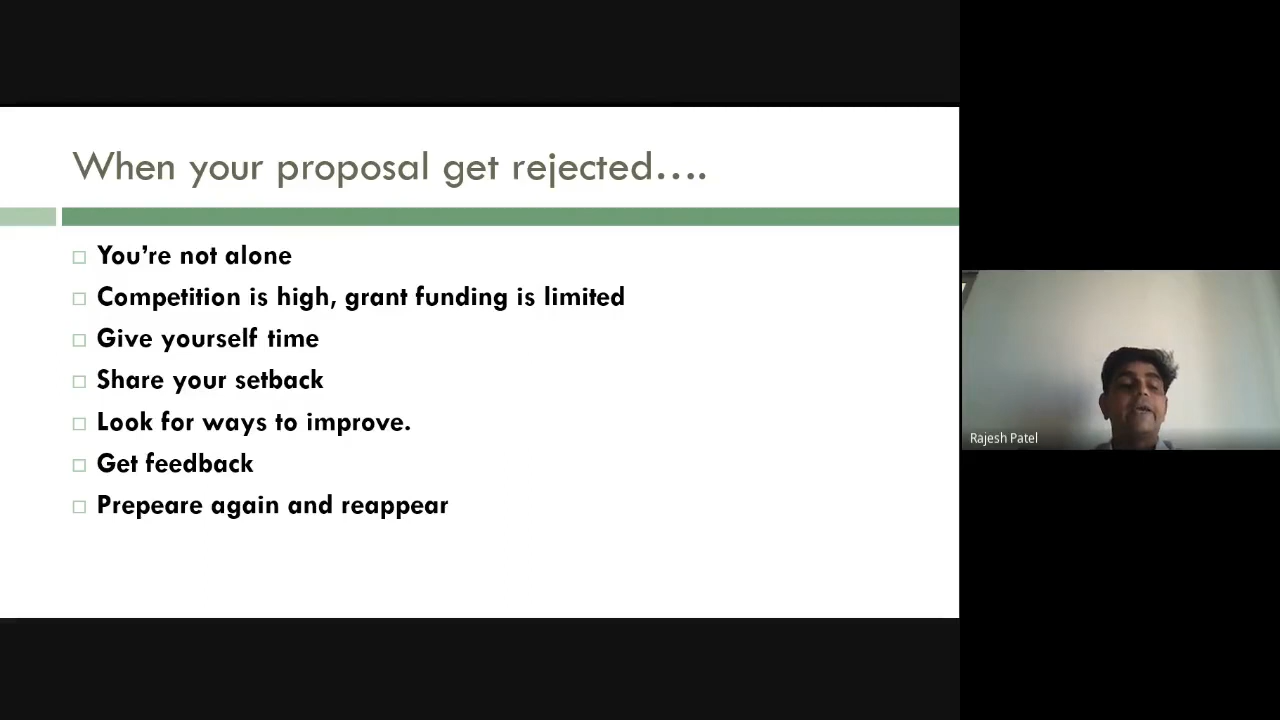 When your proposal get rejected….
You’re not alone
Competition is high, grant funding is limited
Give yourself time
Share your setback
Look for ways to improve.
Get feedback
Prepeare again and reappear
Rajesh Patel